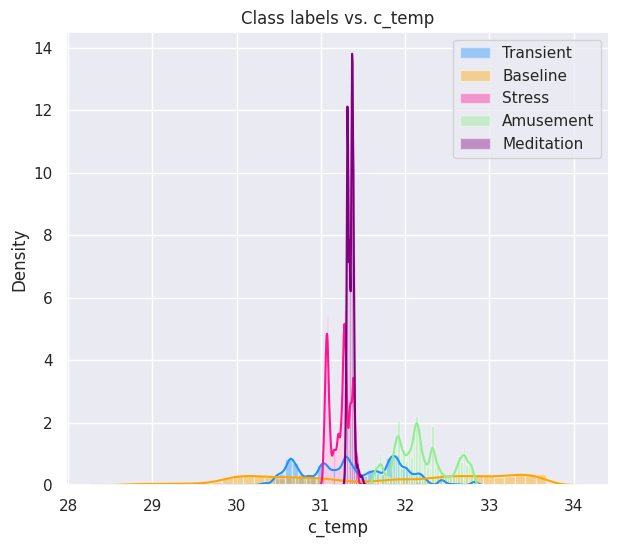 Class labels vs. c_temp
Transient
Baseline
Stress
Amusement
Meditation
Density
14
12
10
8
6
4
2
0
28
29
30
31
32
33
34
c_temp